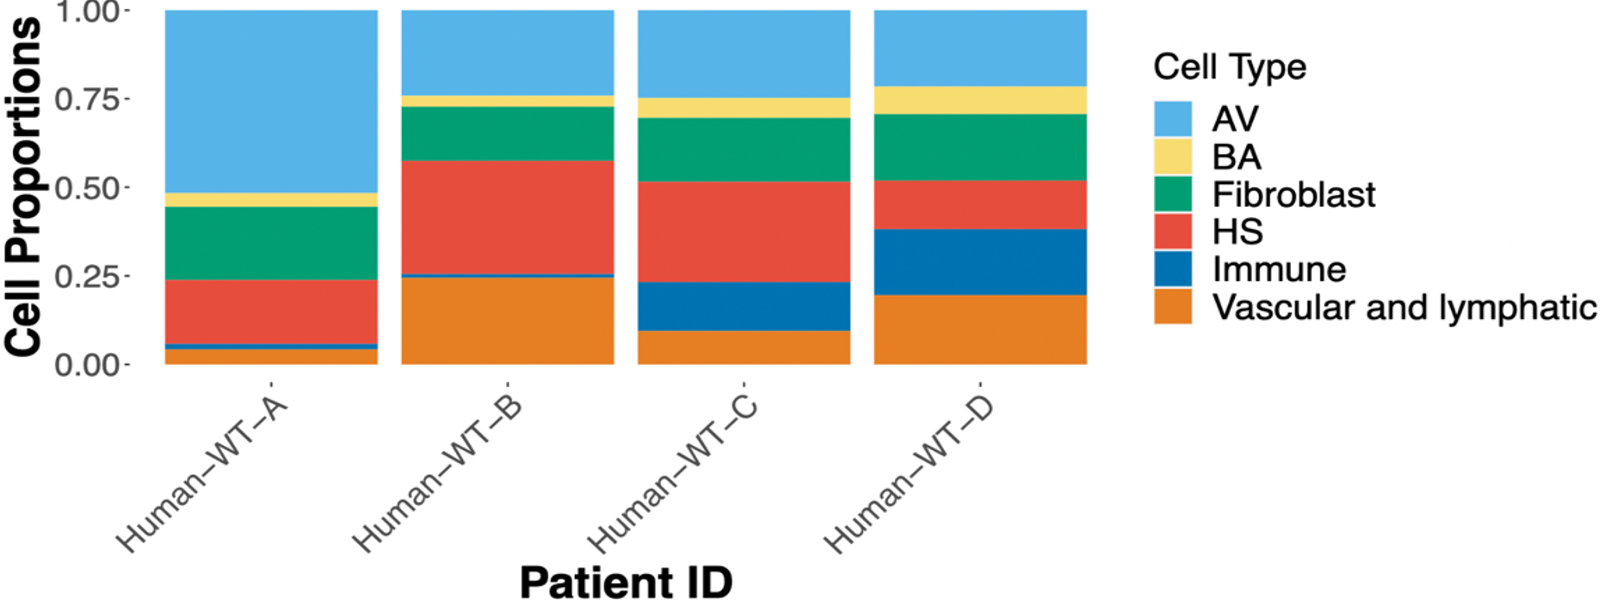 Cell Proportions
1.00
0.75
0.50
0.25
0.00
Human–WT–A
Human–WT–B
Human–WT–C
Human–WT–D
Patient ID
Cell Type
AV
BA
Fibroblast
HS
Immune
Vascular and lymphatic